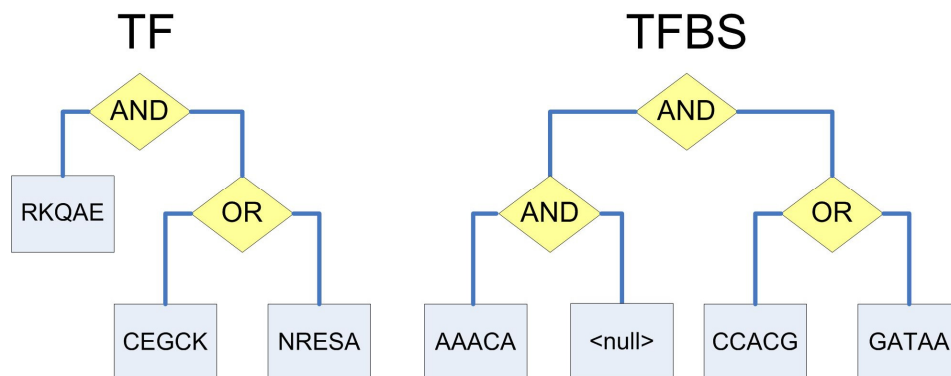 TF
TFBS
AND
AND
RKQAE
OR
AND
OR
CEGCK
NRESA
AAACA
<null>
CCACG
GATAA